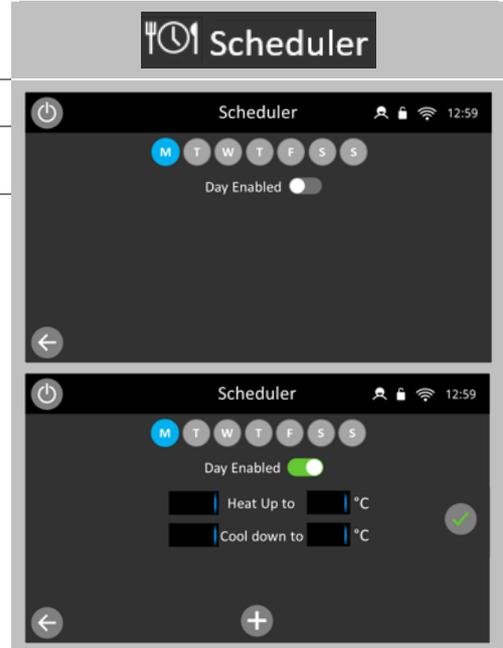 Scheduler
Scheduler 12:59
M T W T F S S
Day Enabled
Scheduler 12:59
M T W T F S S
Day Enabled
Heat Up to °C
Cool down to °C